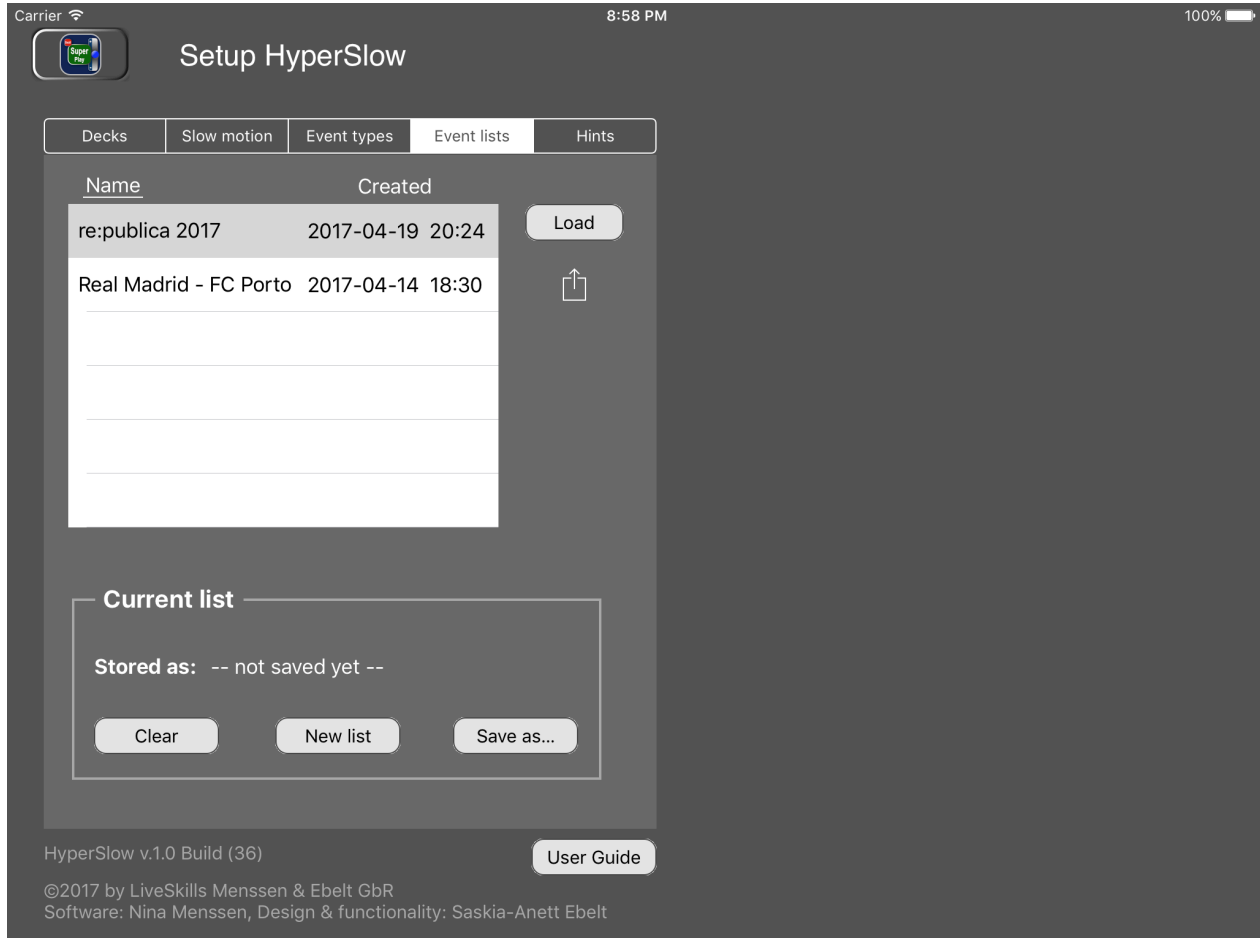 Carrier 8:58 PM 100%
Super
Play
Setup HyperSlow
Decks Slow motion Event types Event lists Hints
Name Created
re:publica 2017 2017-04-19 20:24 Load
Real Madrid - FC Porto 2017-04-14 18:30
Current list
Stored as: -- not saved yet --
Clear New list Save as...
HyperSlow v.1.0 Build (36) User Guide
©2017 by LiveSkills Menssen & Ebelt GbR
Software: Nina Menssen, Design & functionality: Saskia-Anett Ebelt